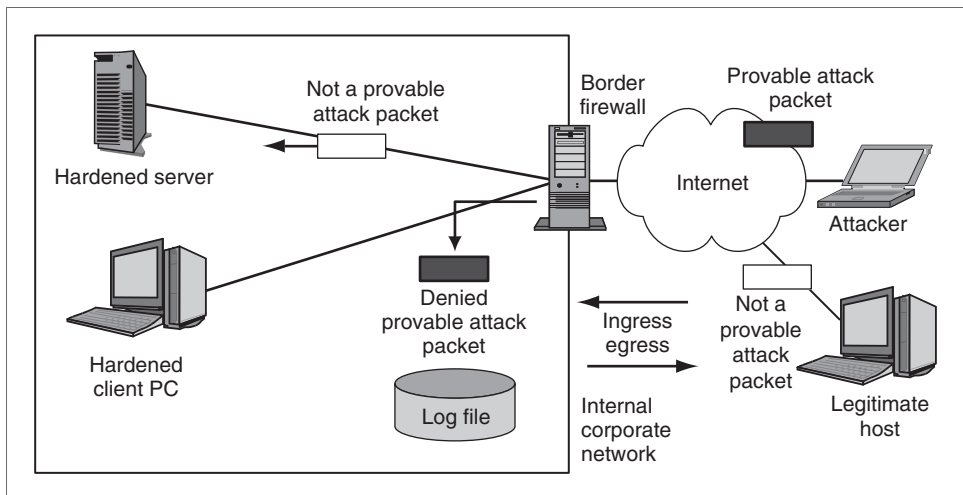 Not a provable
attack packet
Hardened server
Border
firewall
Provable attack
packet
Internet
Attacker
Denied
provable attack
packet
Hardened
client PC
Log file
Ingress
egress
Internal
corporate
network
Not a
provable
attack
packet
Legitimate
host